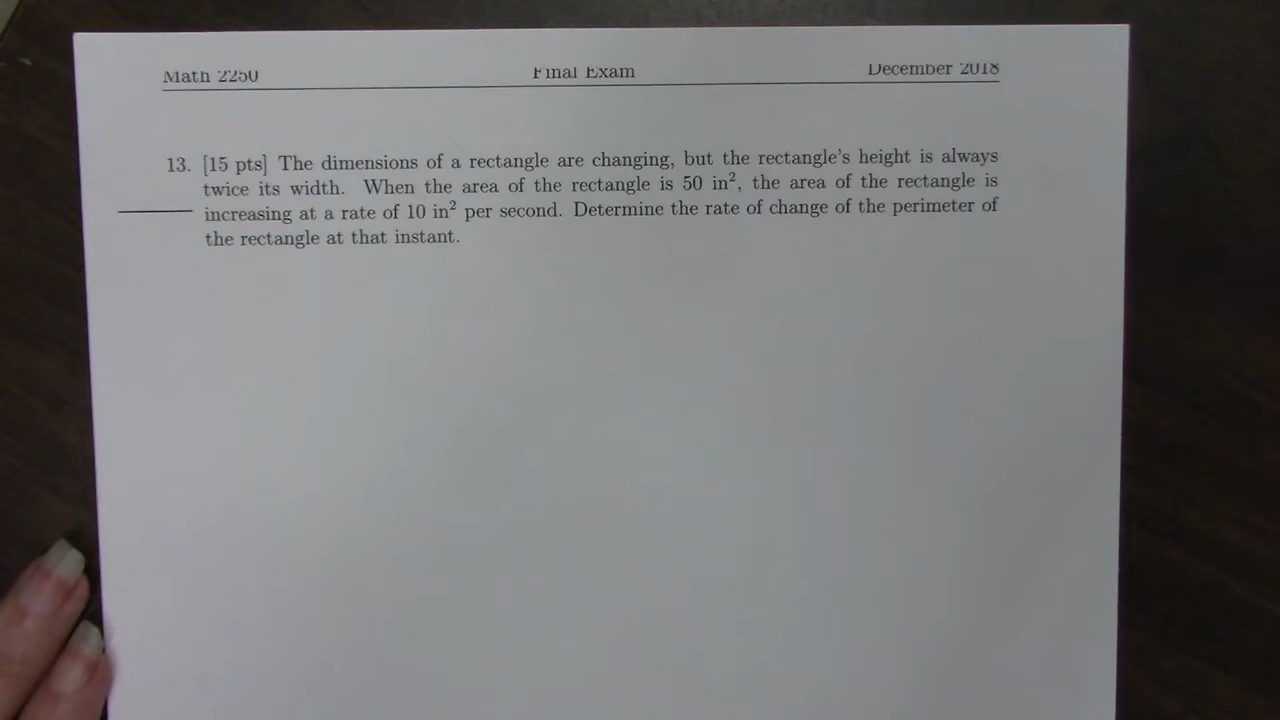 Math 2250 Final Exam December 2018
13. [15 pts] The dimensions of a rectangle are changing, but the rectangle's height is always
twice its width. When the area of the rectangle is 50 in², the area of the rectangle is
increasing at a rate of 10 in² per second. Determine the rate of change of the perimeter of
the rectangle at that instant.